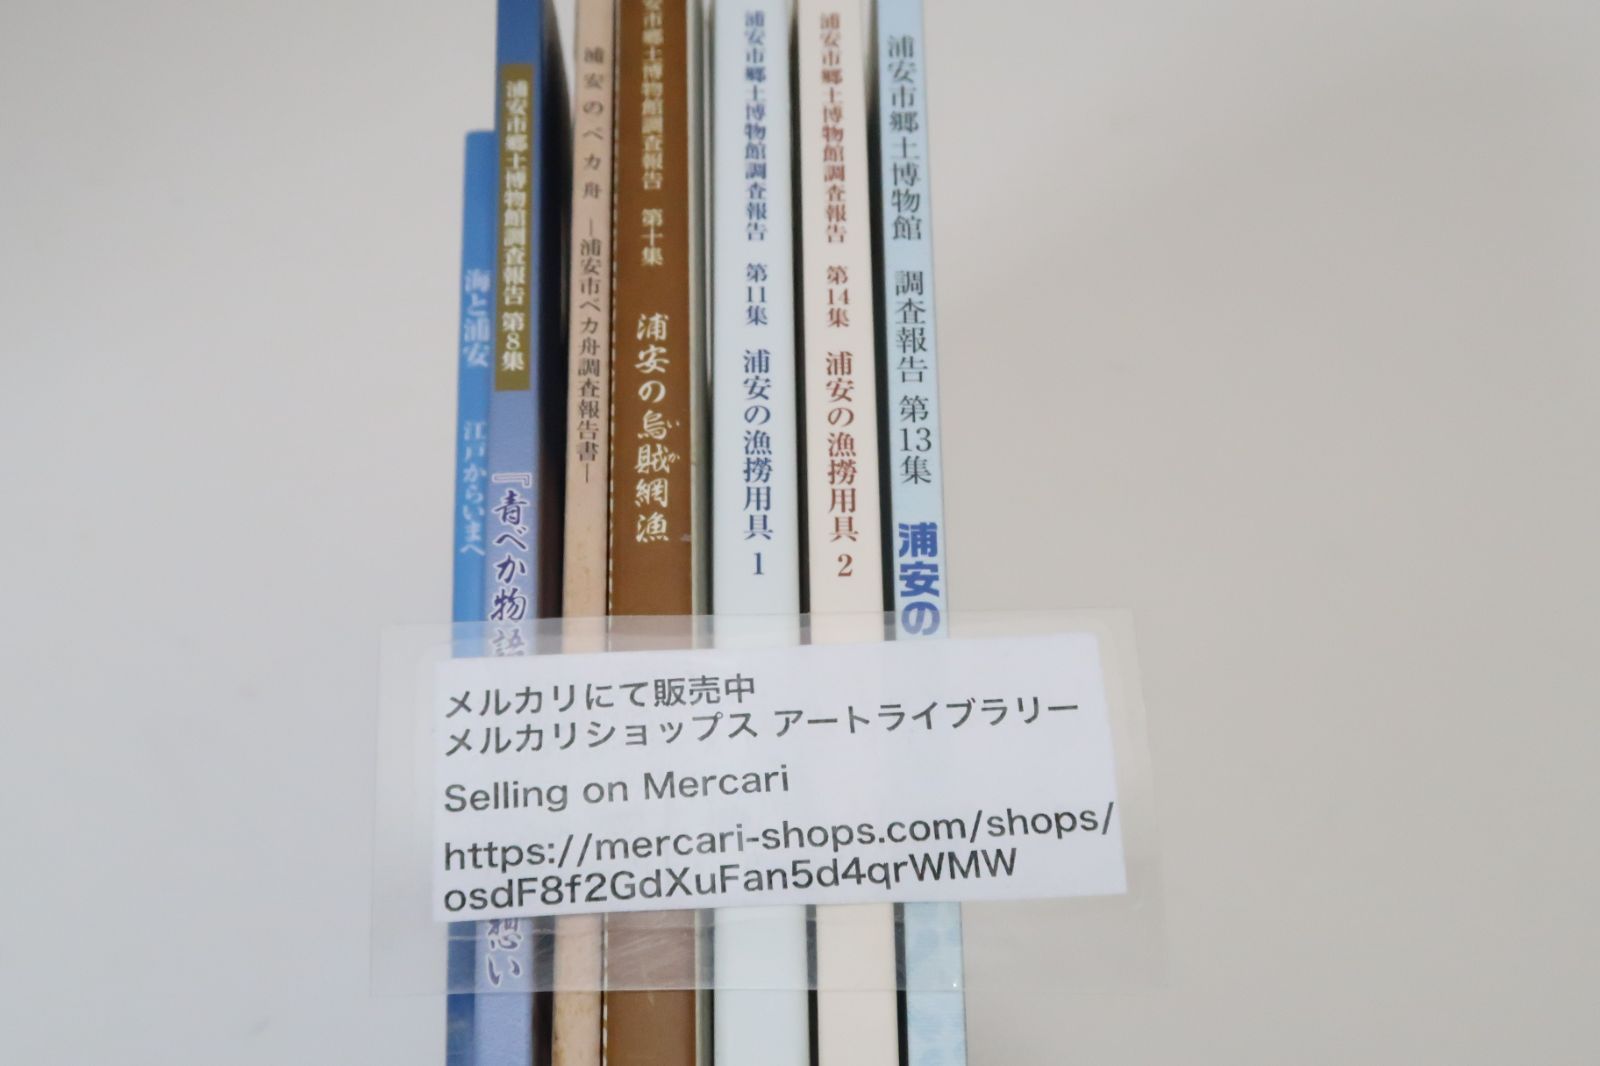 海と浦安 江戸からいまへ
浦安市郷土博物館調査報告 第8集 『青べか物語
想い
浦安のベカ舟 ―浦安市ベカ舟調査報告書―
安市郷土博物館調査報告 第十集 浦安の烏賊網漁
いか
浦安市郷土博物館調査報告 第11集 浦安の漁撈用具 1
浦安市郷土博物館調査報告 第14集 浦安の漁撈用具 2
浦安市郷土博物館 調査報告 第13集 浦安の
メルカリにて販売中
メルカリショップス アートライブラリー
Selling on Mercari
https://mercari-shops.com/shops/
osdF8f2GdXuFan5d4qrWMW